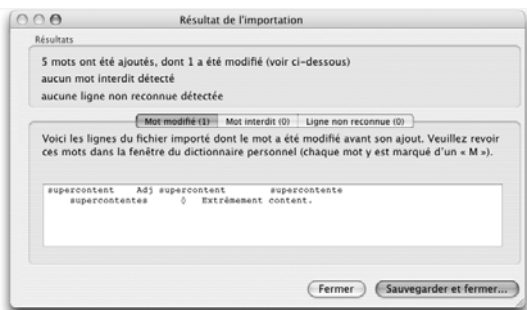 Résultat de l'importation
Résultats
5 mots ont été ajoutés, dont 1 a été modifié (voir ci-dessous)
aucun mot interdit détecté
aucune ligne non reconnue détectée
Mot modifié (1) Mot interdit (0) Ligne non reconnue (0)
Voici les lignes du fichier importé dont le mot a été modifié avant son ajout. Veuillez revoir
ces mots dans la fenêtre du dictionnaire personnel (chaque mot y est marqué d'un « M »).
supercontent Adj supercontent supercontente
supercontentes ◊ Extrêmement content.
Fermer Sauvegarder et fermer...